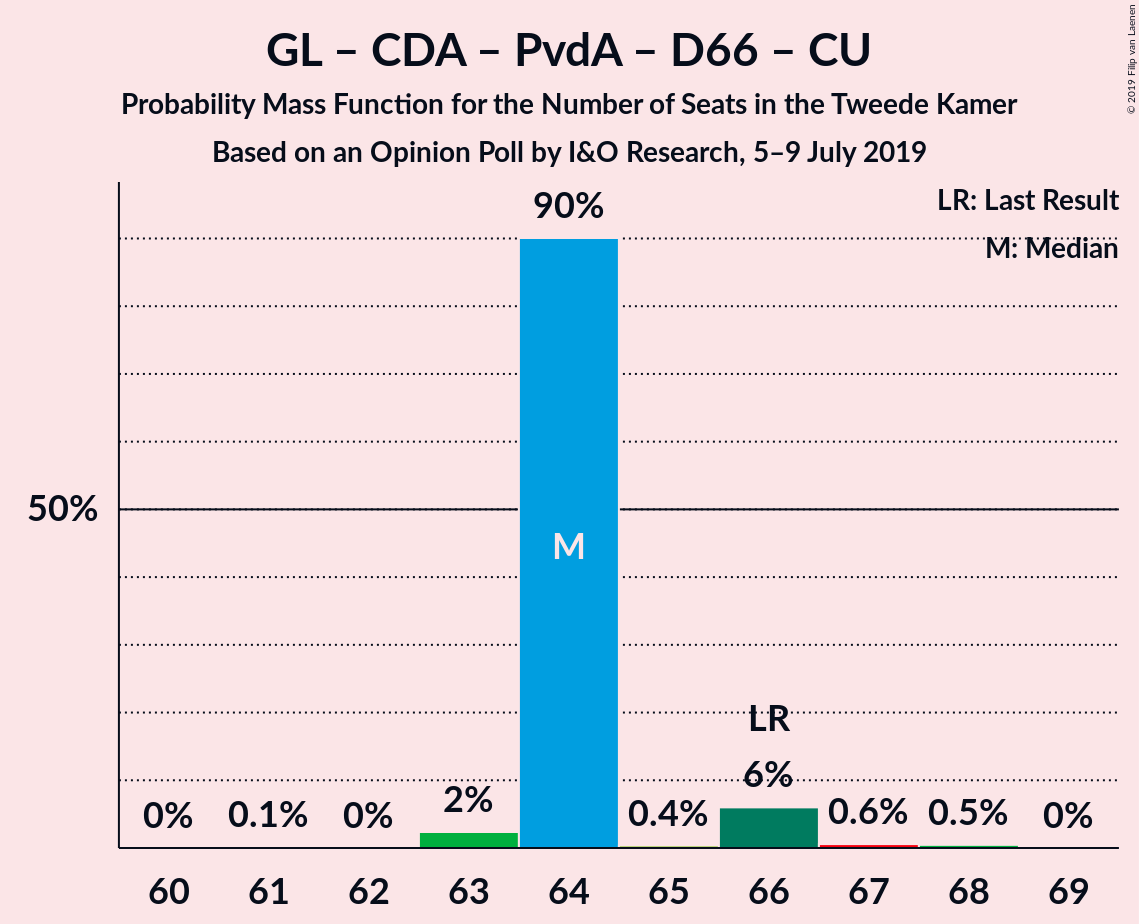 GL – CDA – PvdA – D66 – CU
Probability Mass Function for the Number of Seats in the Tweede Kamer
Based on an Opinion Poll by I&O Research, 5–9 July 2019
© 2019 Filip van Laenen
LR: Last Result
M: Median
90%
50%
M
LR
6%
0%
0.1%
0%
2%
0.4%
0.6%
0.5%
0%
60 61 62 63 64 65 66 67 68 69